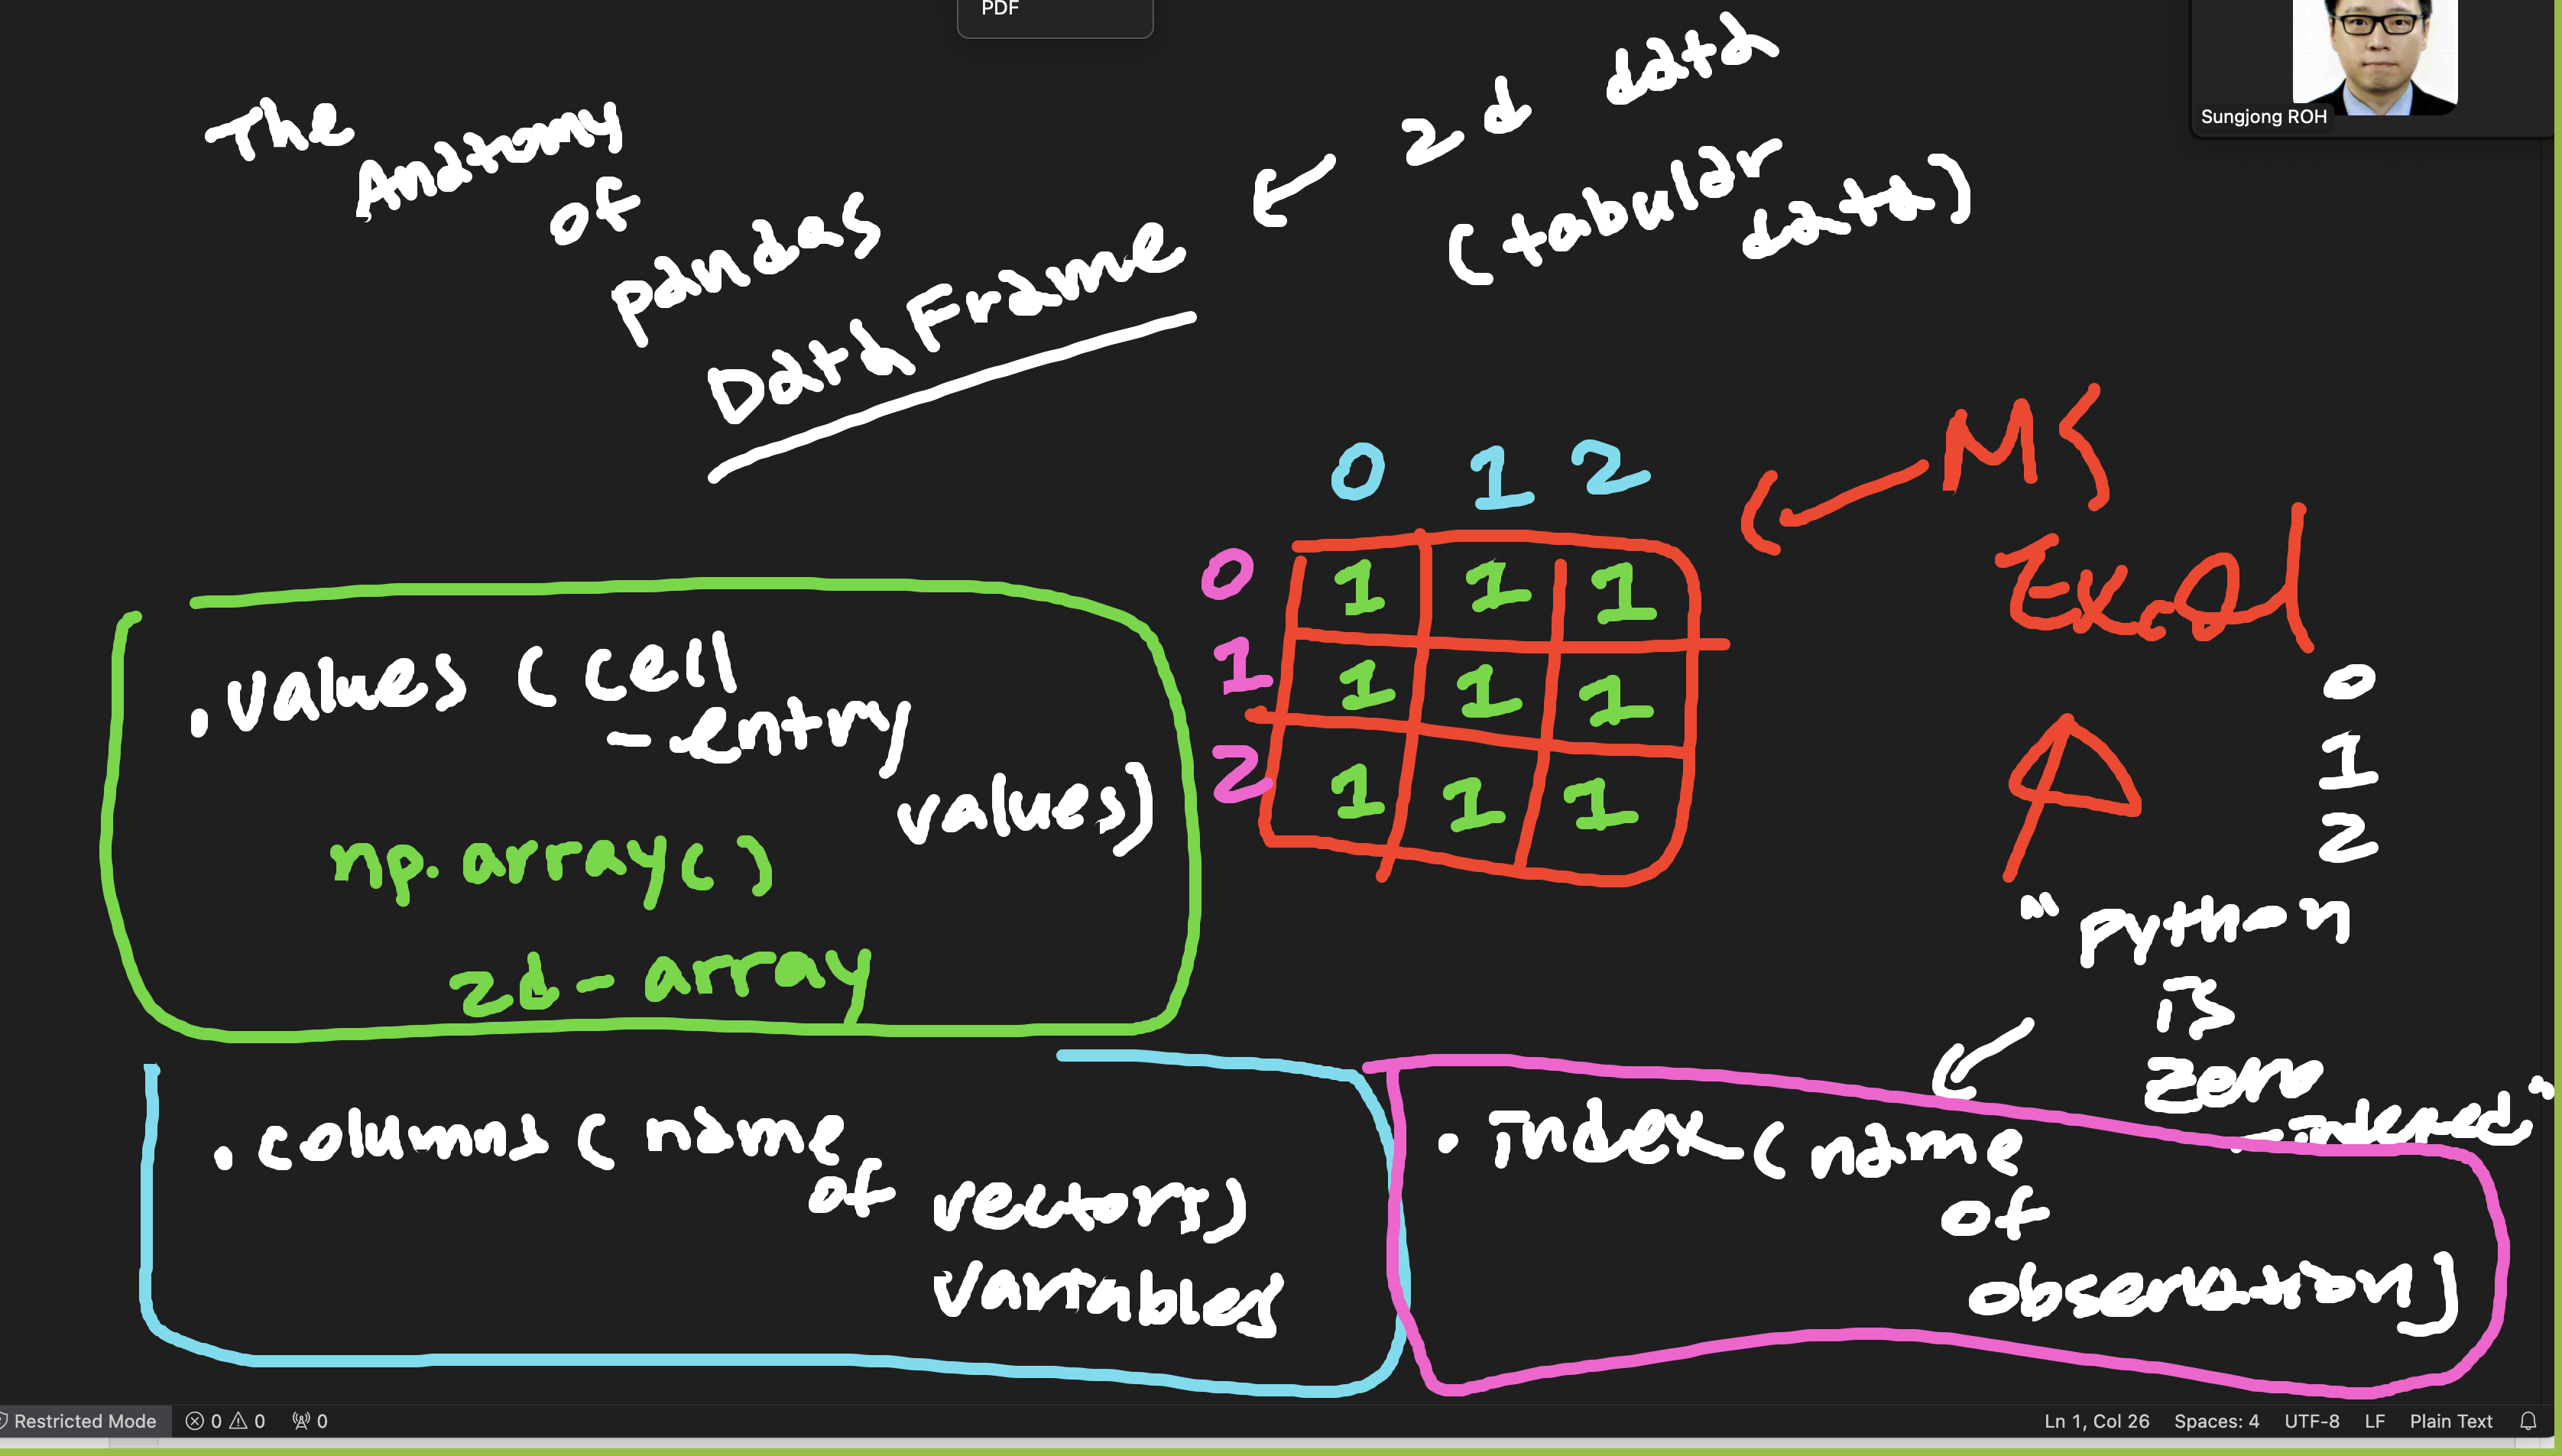 PDF
Sungjong ROH
The
Anatomy
of
pandas
DataFrame
2d data
(tabular
data)
MS
Excel
0 1 2
0 1 1 1
1 1 1 1
2 1 1 1
.values (cell
-entry
values)
np.array()
2d-array
0
1
2
"python
is
zero
-indexed"
.columns (name
of vectors)
variables
.index (name
of
observation)
Restricted Mode 0 0 0
Ln 1, Col 26 Spaces: 4 UTF-8 LF Plain Text